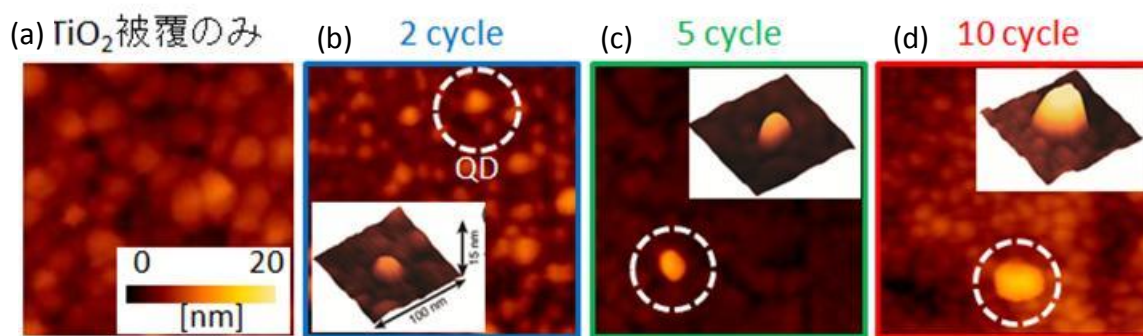 (a) TiO₂被覆のみ
0 20
[nm]
(b) 2 cycle
QD
15 nm
100 nm
(c) 5 cycle
(d) 10 cycle